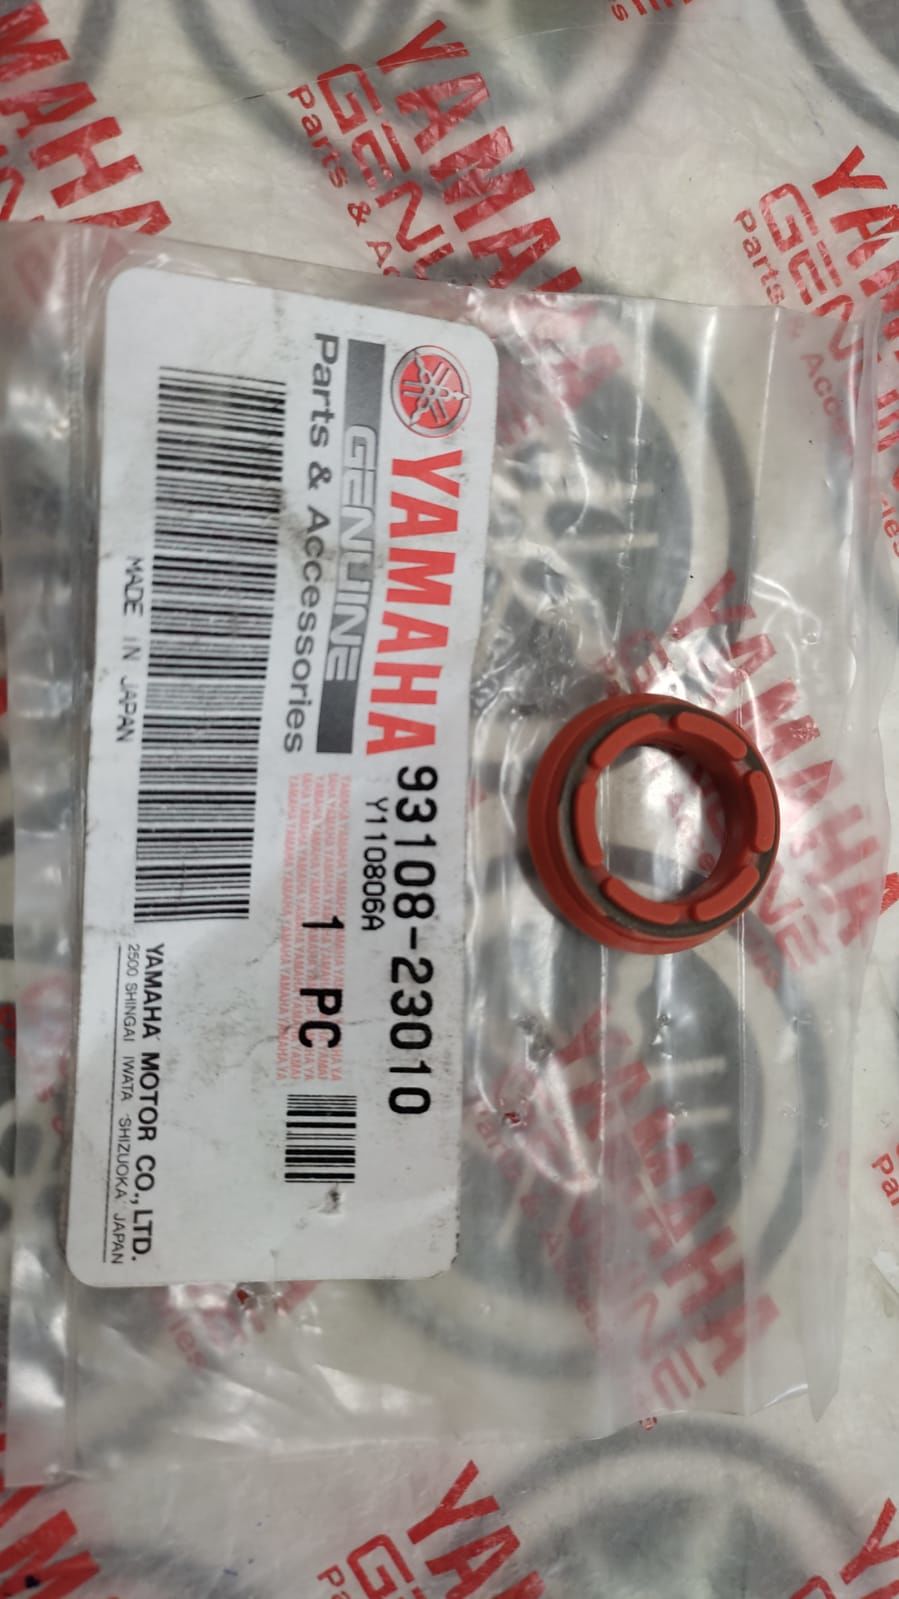 YAMAHA
GENUINE
Parts & Accessories
93108-23010
Y110806A
1 PC
MADE IN JAPAN
YAMAHA MOTOR CO., LTD.
2500 SHINGAI IWATA SHIZUOKA JAPAN